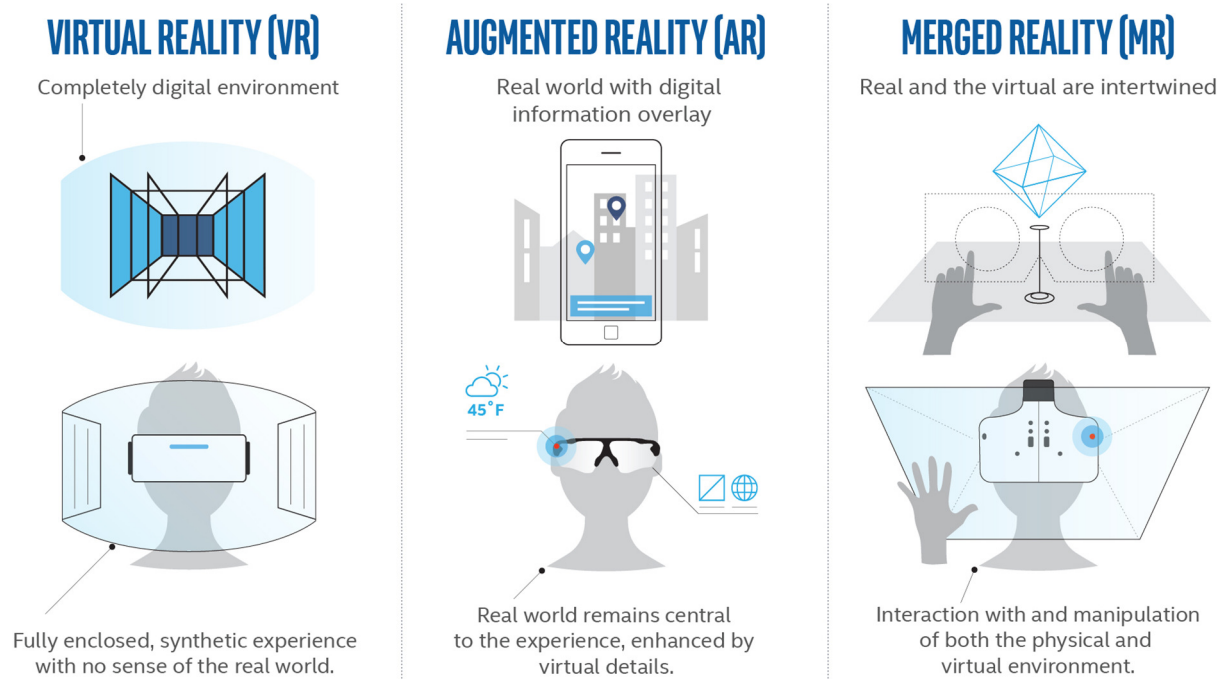 VIRTUAL REALITY (VR)
Completely digital environment
Fully enclosed, synthetic experience
with no sense of the real world.
AUGMENTED REALITY (AR)
Real world with digital
information overlay
45°F
Real world remains central
to the experience, enhanced by
virtual details.
MERGED REALITY (MR)
Real and the virtual are intertwined
Interaction with and manipulation
of both the physical and
virtual environment.